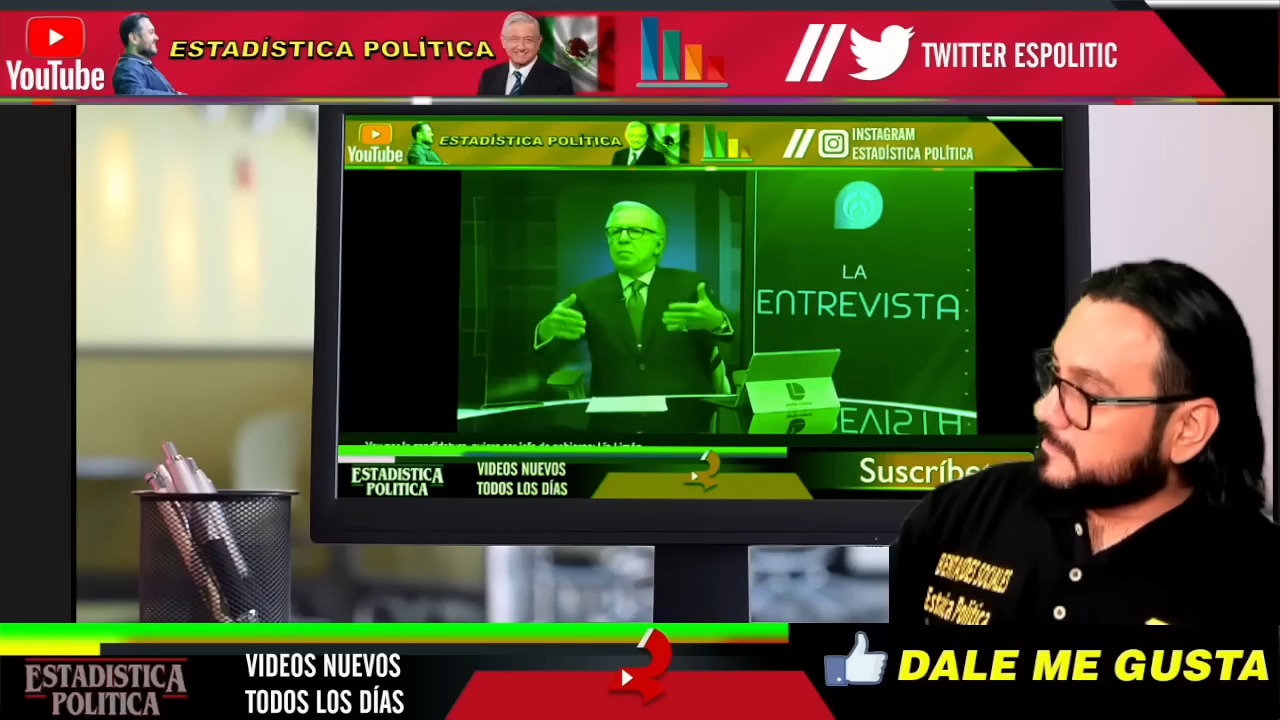 YouTube
ESTADÍSTICA POLÍTICA
TWITTER ESPOLITIC
YouTube
ESTADÍSTICA POLÍTICA
INSTAGRAM
ESTADÍSTICA POLÍTICA
LA
ENTREVISTA
ESTADISTICA
POLITICA
VIDEOS NUEVOS
TODOS LOS DÍAS
Suscríbe
ESTADISTICA
POLITICA
VIDEOS NUEVOS
TODOS LOS DÍAS
DALE ME GUSTA